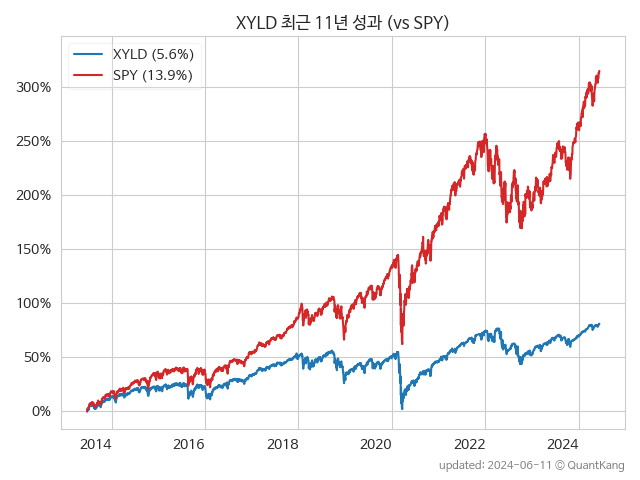 XYLD 최근 11년 성과 (vs SPY)
XYLD (5.6%)
SPY (13.9%)
300%
250%
200%
150%
100%
50%
0%
2014 2016 2018 2020 2022 2024
updated: 2024-06-11 © QuantKang